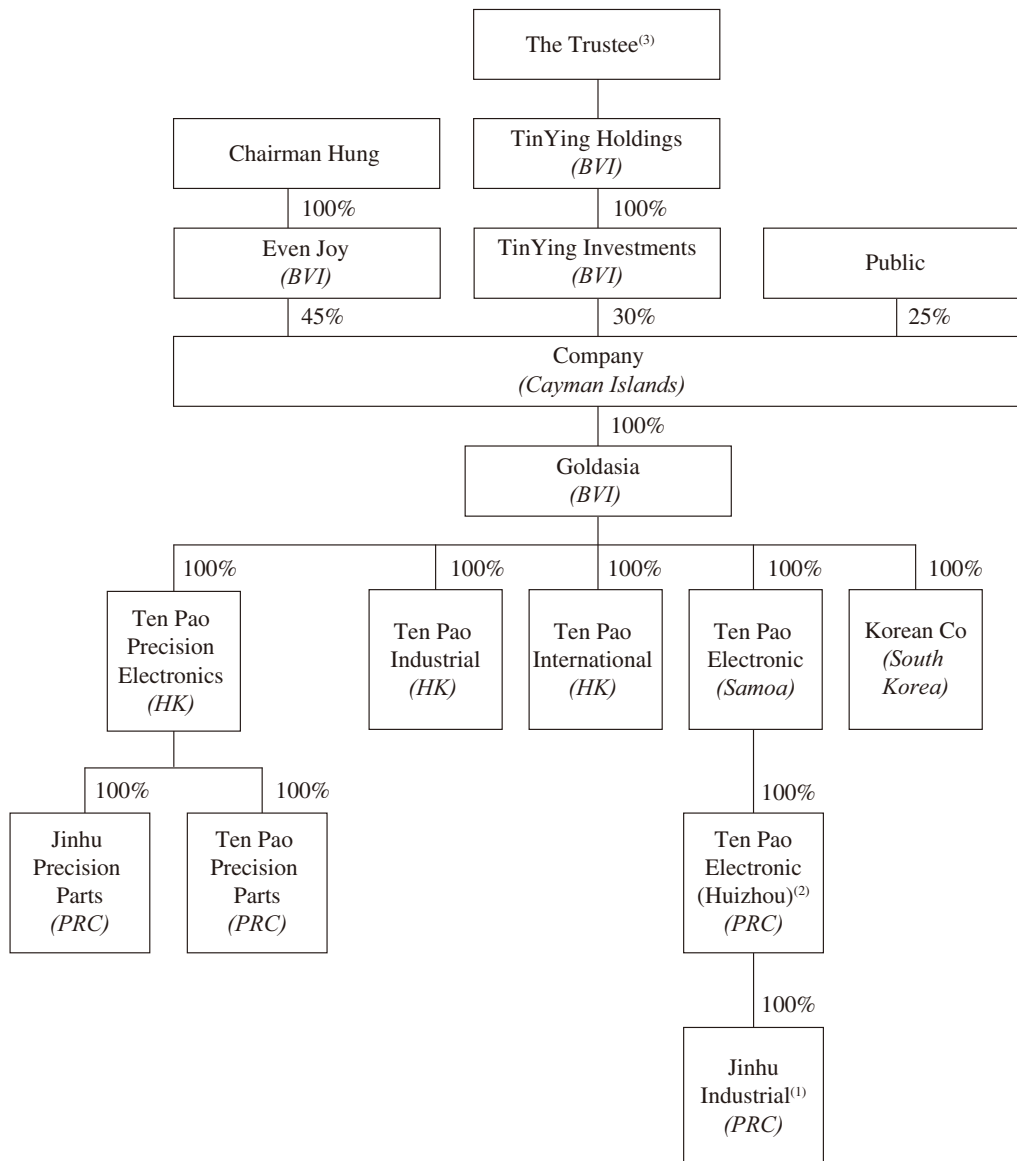 The Trustee(3)
Chairman Hung
TinYing Holdings
(BVI)
100%
100%
Even Joy
(BVI)
TinYing Investments
(BVI)
Public
45%
30%
25%
Company
(Cayman Islands)
100%
Goldasia
(BVI)
100%
100%
100%
100%
100%
Ten Pao
Precision
Electronics
(HK)
Ten Pao
Industrial
(HK)
Ten Pao
International
(HK)
Ten Pao
Electronic
(Samoa)
Korean Co
(South
Korea)
100%
100%
100%
Jinhu
Precision
Parts
(PRC)
Ten Pao
Precision
Parts
(PRC)
Ten Pao
Electronic
(Huizhou)(2)
(PRC)
100%
Jinhu
Industrial(1)
(PRC)